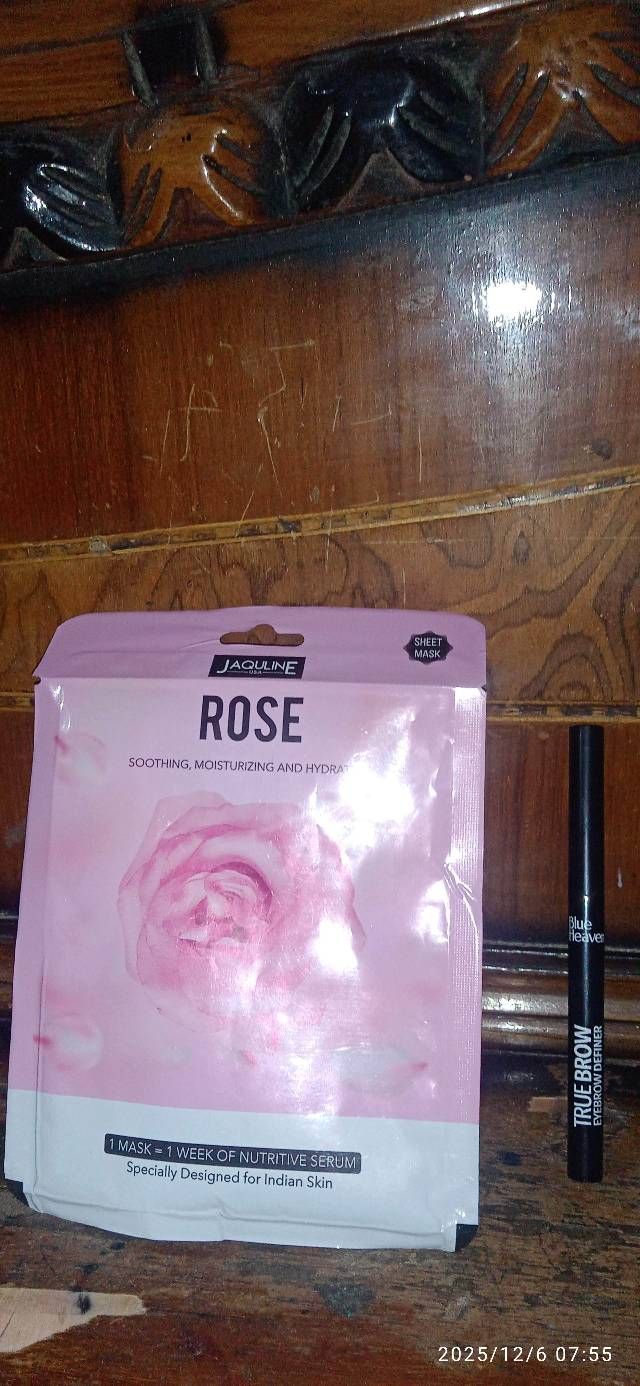 SHEET
MASK
JAQULINE
USA
ROSE
SOOTHING, MOISTURIZING AND
1 MASK = 1 WEEK OF NUTRITIVE SERUM
Specially Designed for Indian Skin
Blue
Heaven
TRUE BROW
EYEBROW DEFINER
2025/12/6 07:55